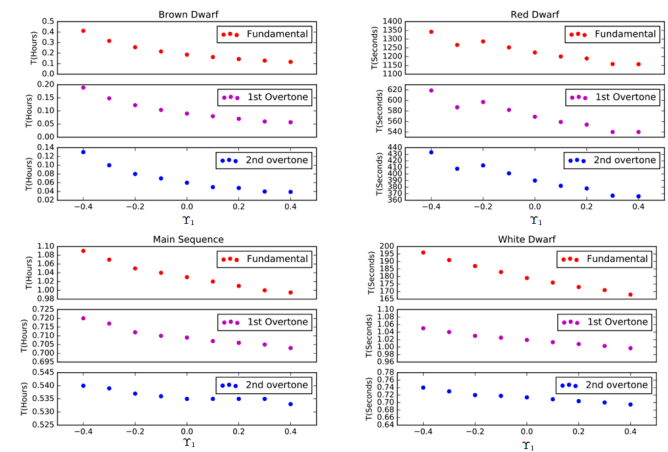 Brown Dwarf
T(Hours)
0.5
0.4
0.3
0.2
0.1
0.0
Fundamental
T(Hours)
0.20
0.15
0.10
0.05
0.00
1st Overtone
T(Hours)
0.14
0.12
0.10
0.08
0.06
0.04
0.02
2nd overtone
−0.4 −0.2 0.0 0.2 0.4
ϒ1
Red Dwarf
T(Seconds)
1400
1350
1300
1250
1200
1150
1100
Fundamental
T(Seconds)
620
600
580
560
540
1st Overtone
T(Seconds)
440
430
420
410
400
390
380
370
360
2nd overtone
−0.4 −0.2 0.0 0.2 0.4
ϒ1
Main Sequence
T(Hours)
1.10
1.08
1.06
1.04
1.02
1.00
0.98
Fundamental
T(Hours)
0.725
0.720
0.715
0.710
0.705
0.700
0.695
1st Overtone
T(Hours)
0.545
0.540
0.535
0.530
0.525
2nd overtone
−0.4 −0.2 0.0 0.2 0.4
ϒ1
White Dwarf
T(Seconds)
200
195
190
185
180
175
170
165
Fundamental
T(Seconds)
1.10
1.08
1.06
1.04
1.02
1.00
0.98
0.96
1st Overtone
T(Seconds)
0.78
0.76
0.74
0.72
0.70
0.68
0.66
0.64
2nd overtone
−0.4 −0.2 0.0 0.2 0.4
ϒ1